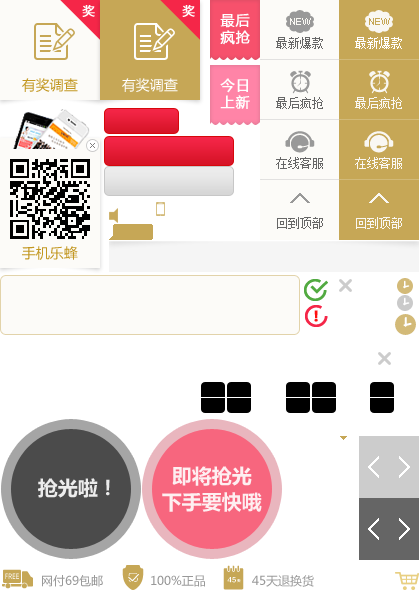 奖
奖
有奖调查
有奖调查
最后
疯抢
今日
上新
NEW
最新爆款
NEW
最新爆款
最后疯抢
最后疯抢
在线客服
在线客服
回到顶部
回到顶部
手机乐蜂
抢光啦！
即将抢光
下手要快哦
FREE
网付69包邮
100%正品
45天
45天退换货